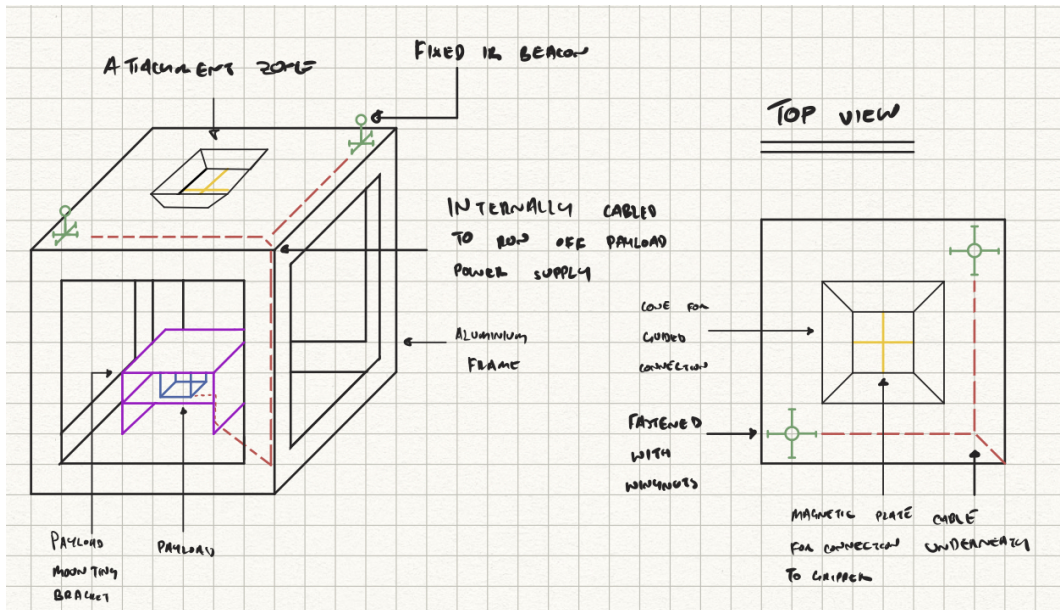 ATTACHMENT ZONE
FIXED IR BEACON
INTERNALLY CABLED
TO RUN OFF PAYLOAD
POWER SUPPLY
ALUMINIUM
FRAME
PAYLOAD
MOUNTING
BRACKET
PAYLOAD
TOP VIEW
CONE FOR
GUIDED
CONNECTION
FASTENED
WITH
WINGNUTS
MAGNETIC PLATE
FOR CONNECTION
TO GRIPPER
CABLE
UNDERNEATH